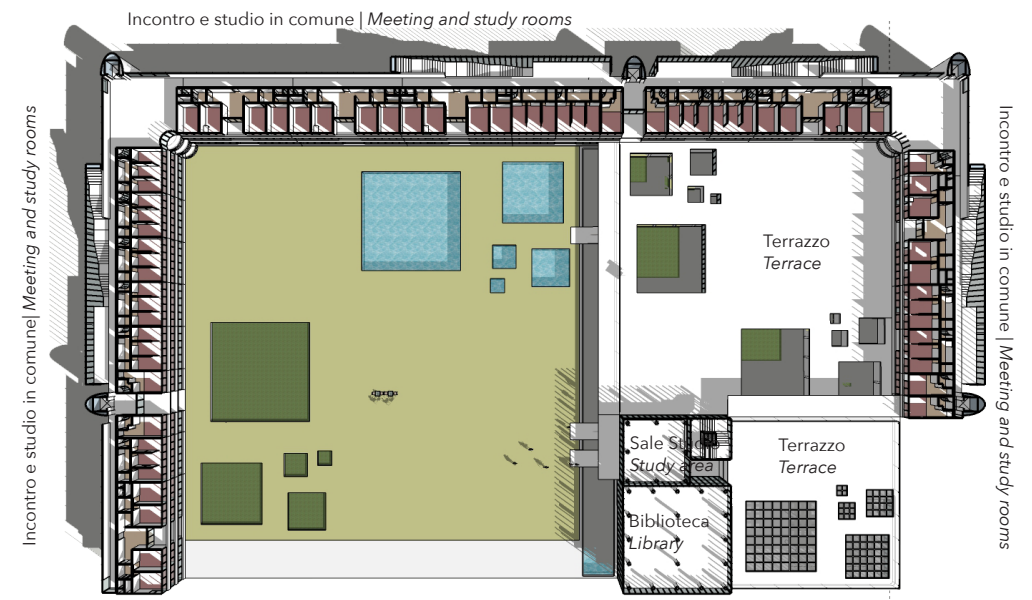 Incontro e studio in comune | Meeting and study rooms
Incontro e studio in comune| Meeting and study rooms
Incontro e studio in comune | Meeting and study rooms
Terrazzo
Terrace
Sale Studio
Study area
Terrazzo
Terrace
Biblioteca
Library